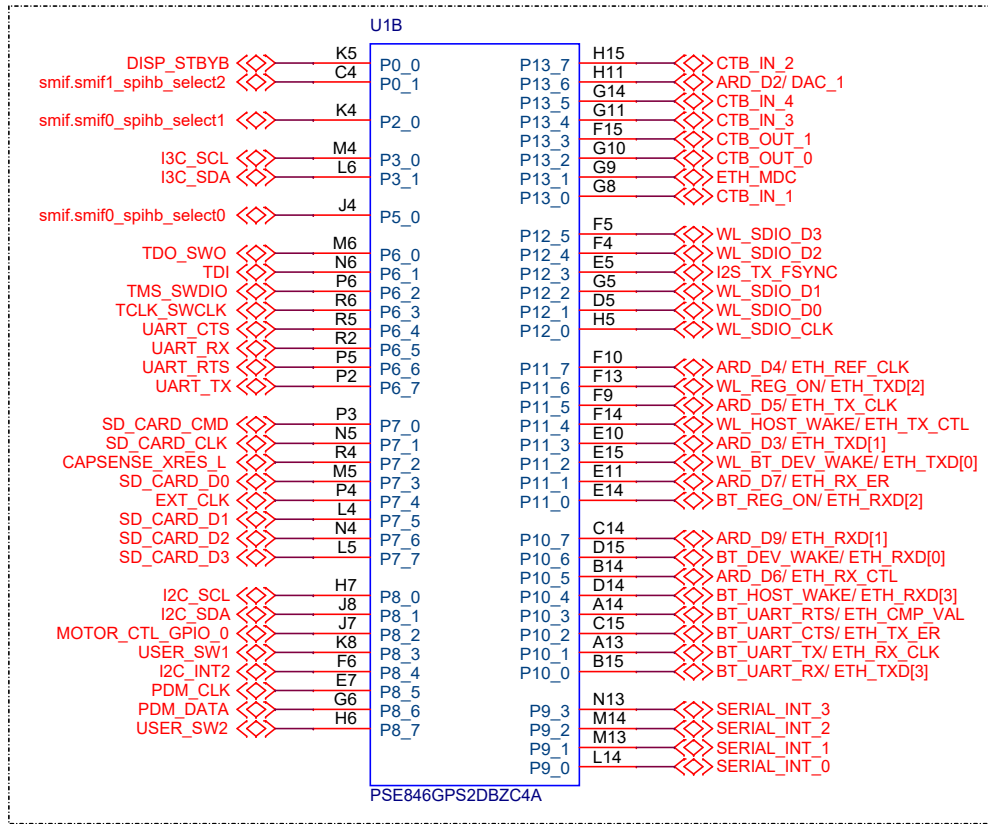 U1B
DISP_STBYB K5 P0_0
smif.smif1_spihb_select2 C4 P0_1
smif.smif0_spihb_select1 K4 P2_0
I3C_SCL M4 P3_0
I3C_SDA L6 P3_1
smif.smif0_spihb_select0 J4 P5_0
TDO_SWO M6 P6_0
TDI N6 P6_1
TMS_SWDIO P6 P6_2
TCLK_SWCLK R6 P6_3
UART_CTS R5 P6_4
UART_RX R2 P6_5
UART_RTS P5 P6_6
UART_TX P2 P6_7
SD_CARD_CMD P3 P7_0
SD_CARD_CLK N5 P7_1
CAPSENSE_XRES_L R4 P7_2
SD_CARD_D0 M5 P7_3
EXT_CLK P4 P7_4
SD_CARD_D1 L4 P7_5
SD_CARD_D2 N4 P7_6
SD_CARD_D3 L5 P7_7
I2C_SCL H7 P8_0
I2C_SDA J8 P8_1
MOTOR_CTL_GPIO_0 J7 P8_2
USER_SW1 K8 P8_3
I2C_INT2 F6 P8_4
PDM_CLK E7 P8_5
PDM_DATA G6 P8_6
USER_SW2 H6 P8_7
P13_7 H15 CTB_IN_2
P13_6 H11 ARD_D2/ DAC_1
P13_5 G14 CTB_IN_4
P13_4 G11 CTB_IN_3
P13_3 F15 CTB_OUT_1
P13_2 G10 CTB_OUT_0
P13_1 G9 ETH_MDC
P13_0 G8 CTB_IN_1
P12_5 F5 WL_SDIO_D3
P12_4 F4 WL_SDIO_D2
P12_3 E5 I2S_TX_FSYNC
P12_2 G5 WL_SDIO_D1
P12_1 D5 WL_SDIO_D0
P12_0 H5 WL_SDIO_CLK
P11_7 F10 ARD_D4/ ETH_REF_CLK
P11_6 F13 WL_REG_ON/ ETH_TXD[2]
P11_5 F9 ARD_D5/ ETH_TX_CLK
P11_4 F14 WL_HOST_WAKE/ ETH_TX_CTL
P11_3 E10 ARD_D3/ ETH_TXD[1]
P11_2 E15 WL_BT_DEV_WAKE/ ETH_TXD[0]
P11_1 E11 ARD_D7/ ETH_RX_ER
P11_0 E14 BT_REG_ON/ ETH_RXD[2]
P10_7 C14 ARD_D9/ ETH_RXD[1]
P10_6 D15 BT_DEV_WAKE/ ETH_RXD[0]
P10_5 B14 ARD_D6/ ETH_RX_CTL
P10_4 D14 BT_HOST_WAKE/ ETH_RXD[3]
P10_3 A14 BT_UART_RTS/ ETH_CMP_VAL
P10_2 C15 BT_UART_CTS/ ETH_TX_ER
P10_1 A13 BT_UART_TX/ ETH_RX_CLK
P10_0 B15 BT_UART_RX/ ETH_TXD[3]
P9_3 N13 SERIAL_INT_3
P9_2 M14 SERIAL_INT_2
P9_1 M13 SERIAL_INT_1
P9_0 L14 SERIAL_INT_0
PSE846GPS2DBZC4A